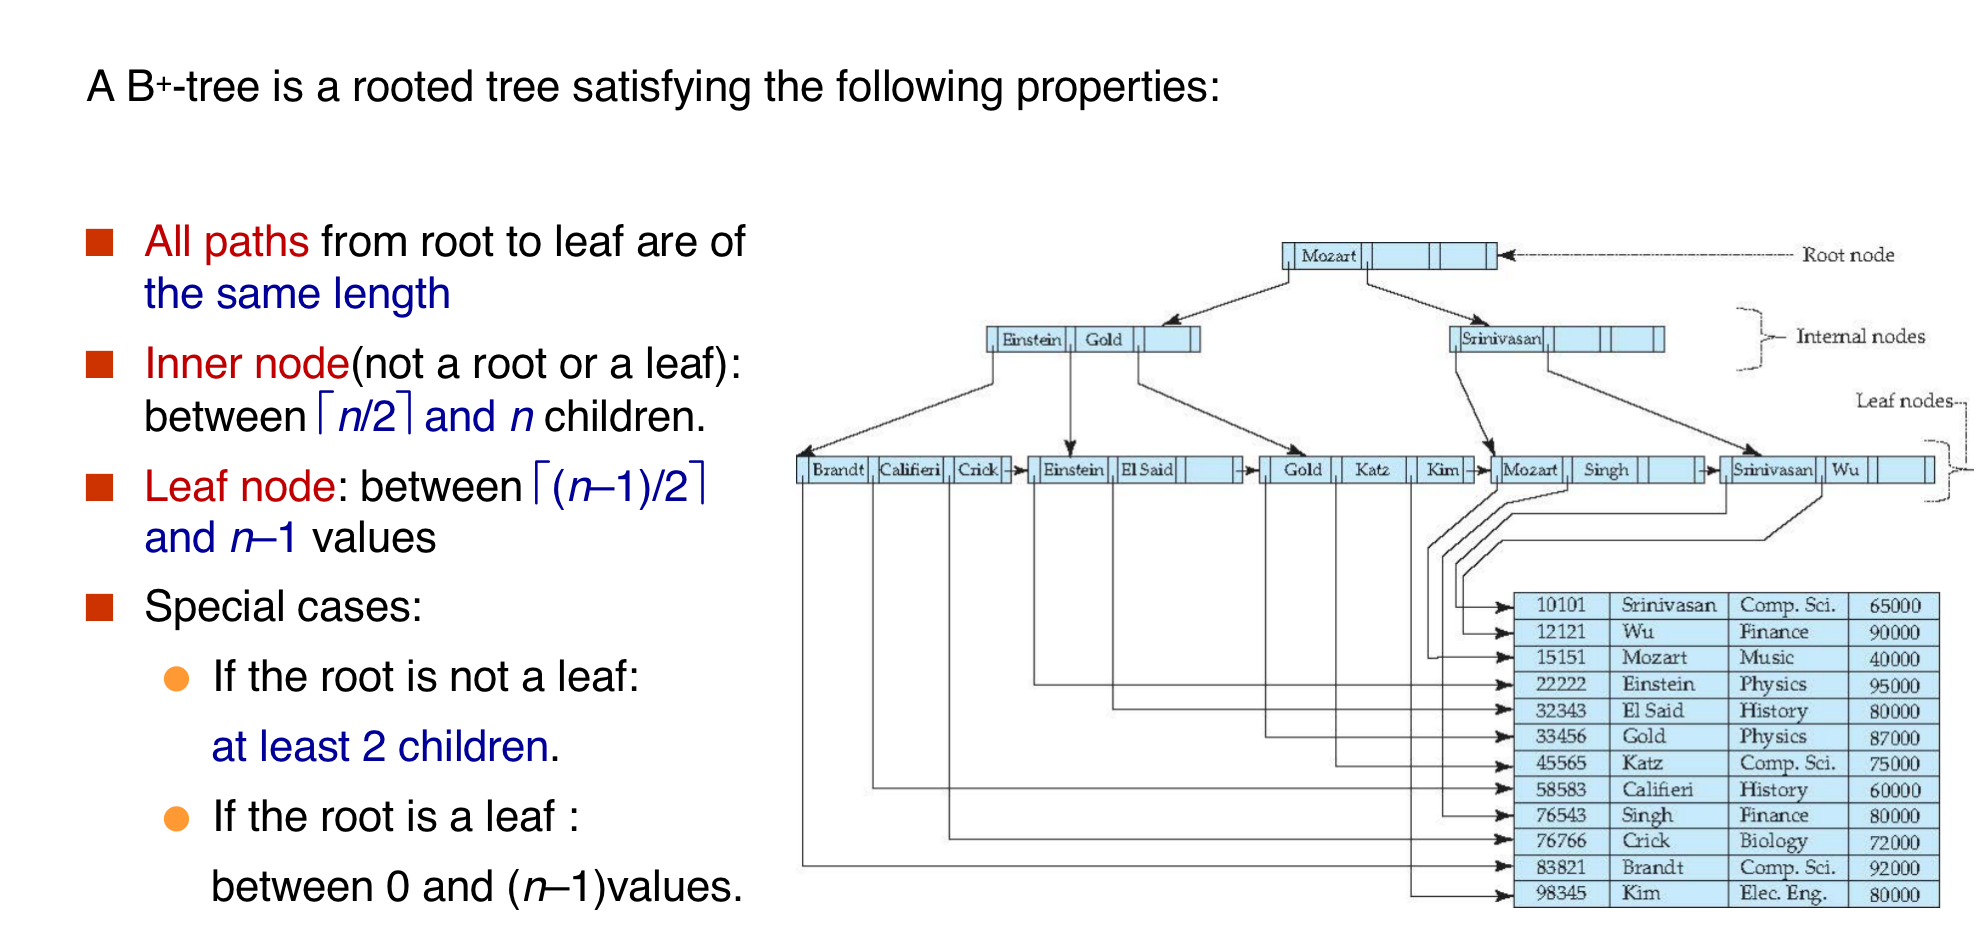 A B+-tree is a rooted tree satisfying the following properties:
All paths from root to leaf are of
the same length
Inner node(not a root or a leaf):
between ⌈n/2⌉ and n children.
Leaf node: between ⌈(n–1)/2⌉
and n–1 values
Special cases:
If the root is not a leaf:
at least 2 children.
If the root is a leaf :
between 0 and (n–1)values.
Mozart
Root node
Einstein Gold
Srinivasan
Internal nodes
Leaf nodes
Brandt Califieri Crick Einstein El Said Gold Katz Kim Mozart Singh Srinivasan Wu
10101 Srinivasan Comp. Sci. 65000
12121 Wu Finance 90000
15151 Mozart Music 40000
22222 Einstein Physics 95000
32343 El Said History 80000
33456 Gold Physics 87000
45565 Katz Comp. Sci. 75000
58583 Califieri History 60000
76543 Singh Finance 80000
76766 Crick Biology 72000
83821 Brandt Comp. Sci. 92000
98345 Kim Elec. Eng. 80000